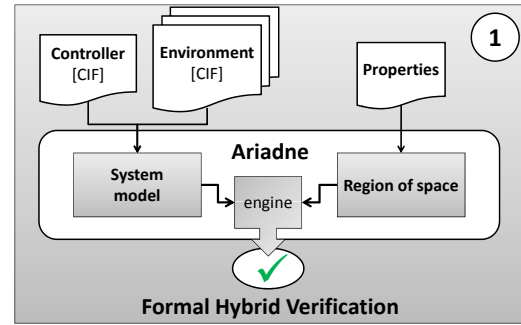 1
Controller
[CIF]
Environment
[CIF]
Properties
Ariadne
System
model
engine
Region of space
Formal Hybrid Verification